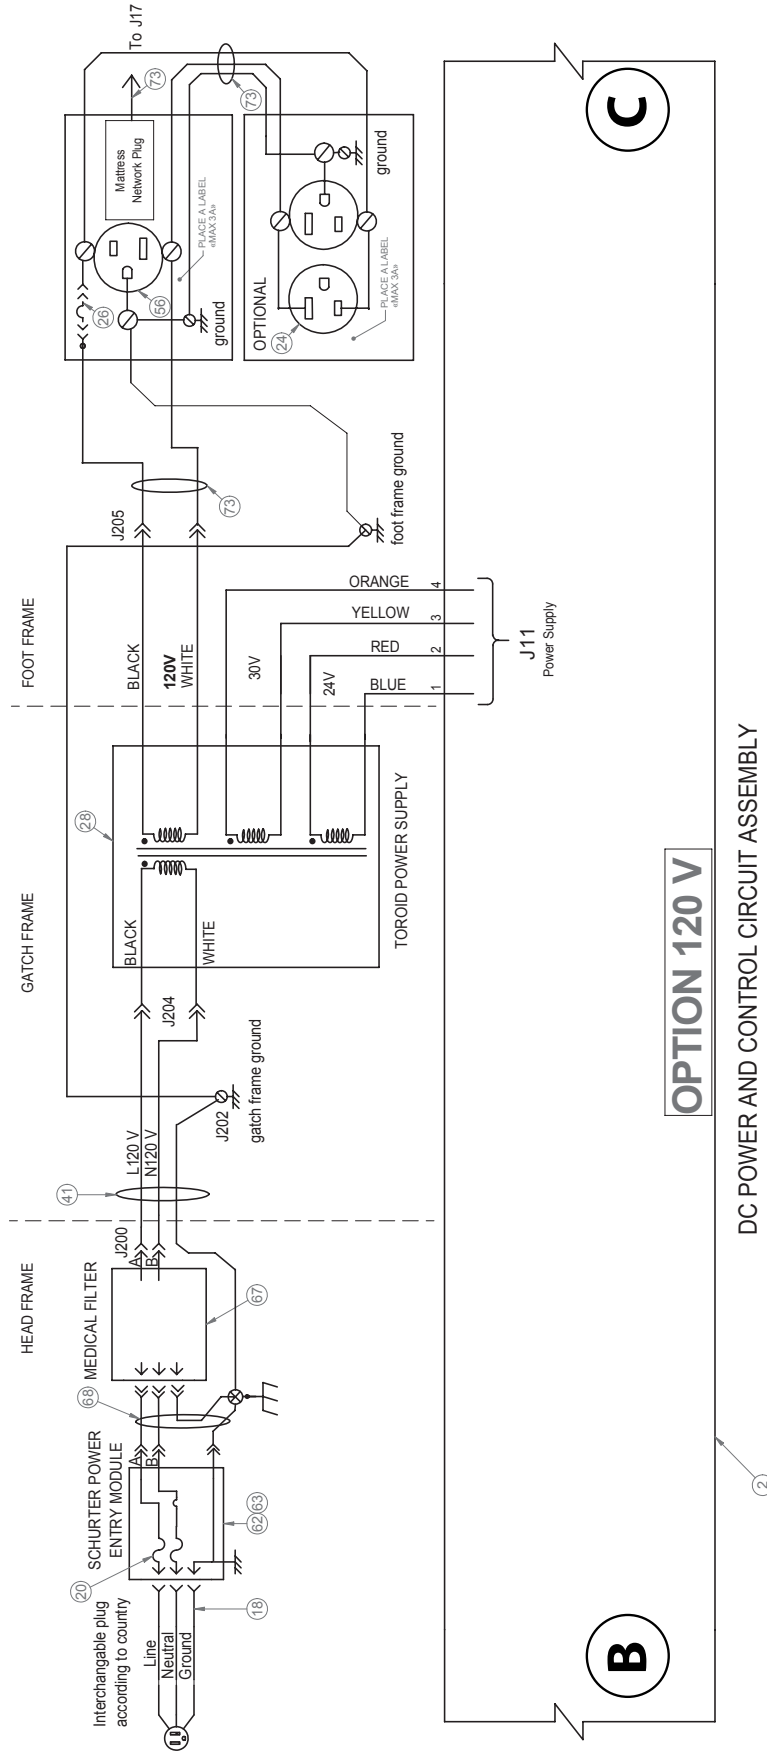 HEAD FRAME
GATCH FRAME
FOOT FRAME
Interchangable plug
according to country
Line
Neutral
Ground
18
20
SCHURTER POWER
ENTRY MODULE
A
B
62
63
68
MEDICAL FILTER
67
J200
A
B
41
L120 V
N120 V
J202
gatch frame ground
J204
BLACK
WHITE
28
TOROID POWER SUPPLY
BLACK
120V
WHITE
30V
24V
ORANGE
YELLOW
RED
BLUE
4
3
2
1
J11
Power Supply
J205
73
foot frame ground
26
56
Mattress
Network Plug
73
To J17
PLACE A LABEL
«MAX 3A»
ground
73
OPTIONAL
24
PLACE A LABEL
«MAX 3A»
ground
B
C
OPTION 120 V
2
DC POWER AND CONTROL CIRCUIT ASSEMBLY